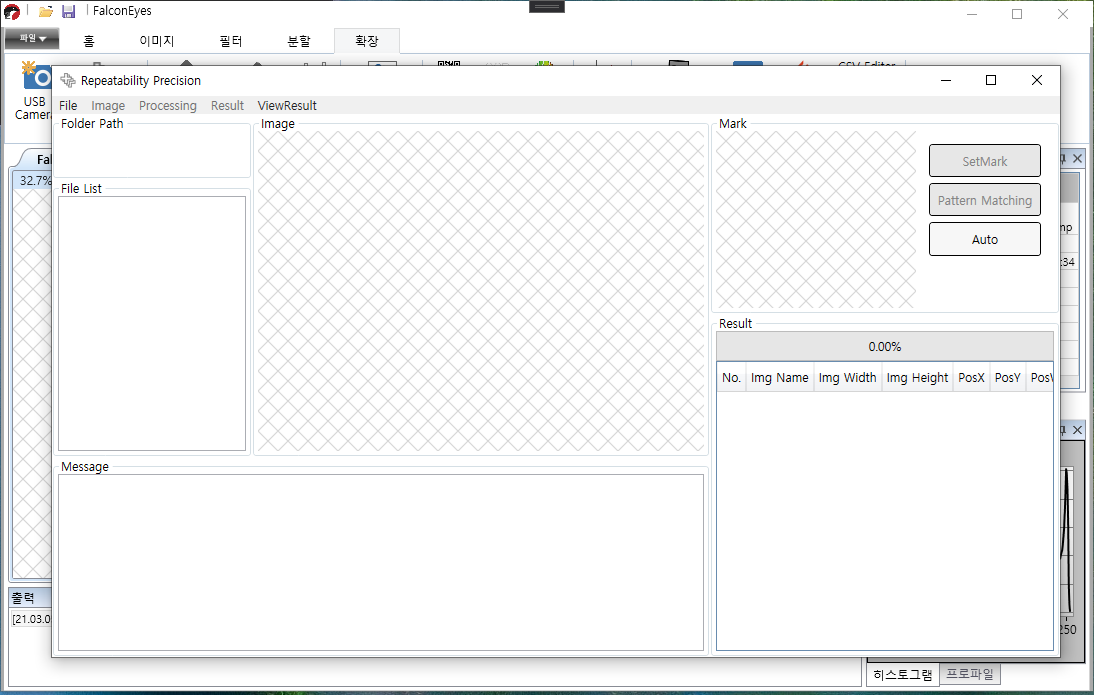 FalconEyes
파일
홈 이미지 필터 분할 확장
USB
Camera
CSV Editor
Repeatability Precision
File Image Processing Result ViewResult
Folder Path
File List
Image
Mark
SetMark
Pattern Matching
Auto
Result
0.00%
No. Img Name Img Width Img Height PosX PosY
Message
32.7%
출력
[21.03.0
:34
250
히스토그램 프로파일